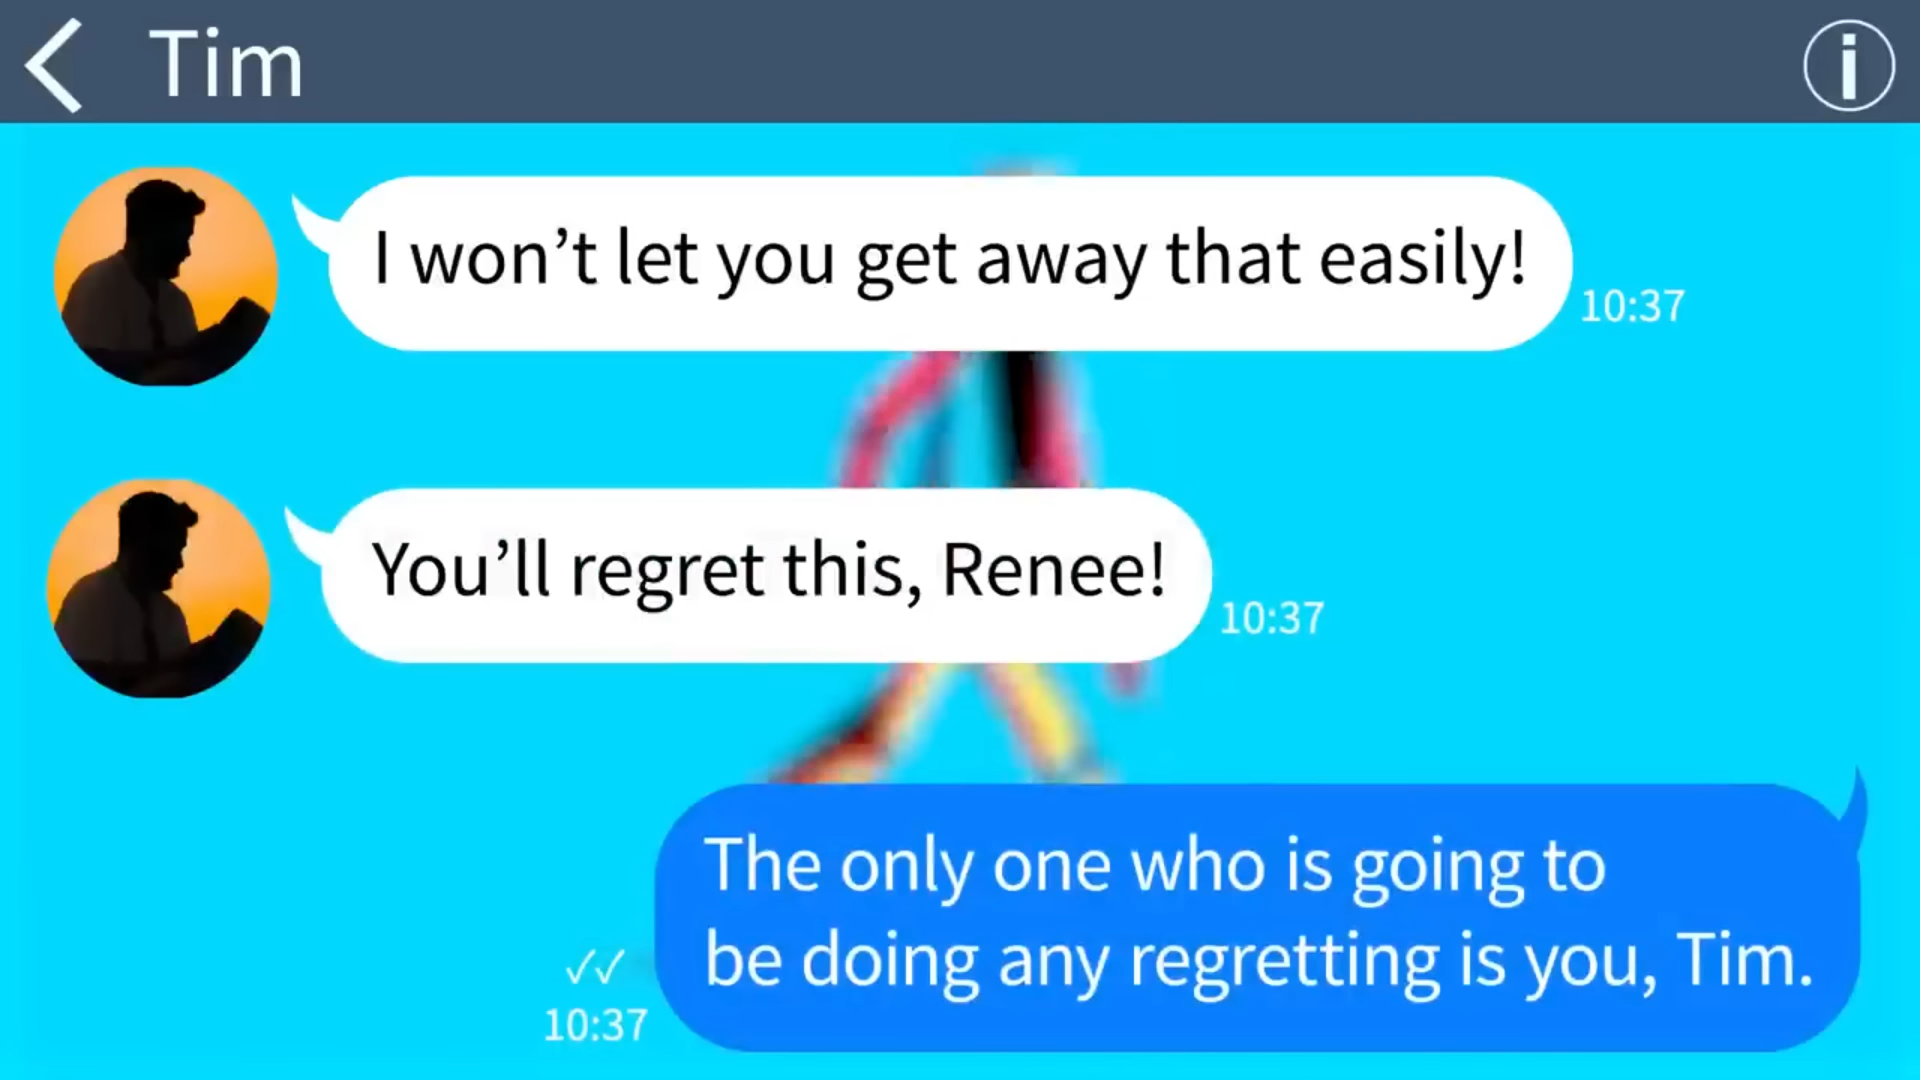 Tim
I won’t let you get away that easily!
10:37
You’ll regret this, Renee!
10:37
The only one who is going to
be doing any regretting is you, Tim.
10:37